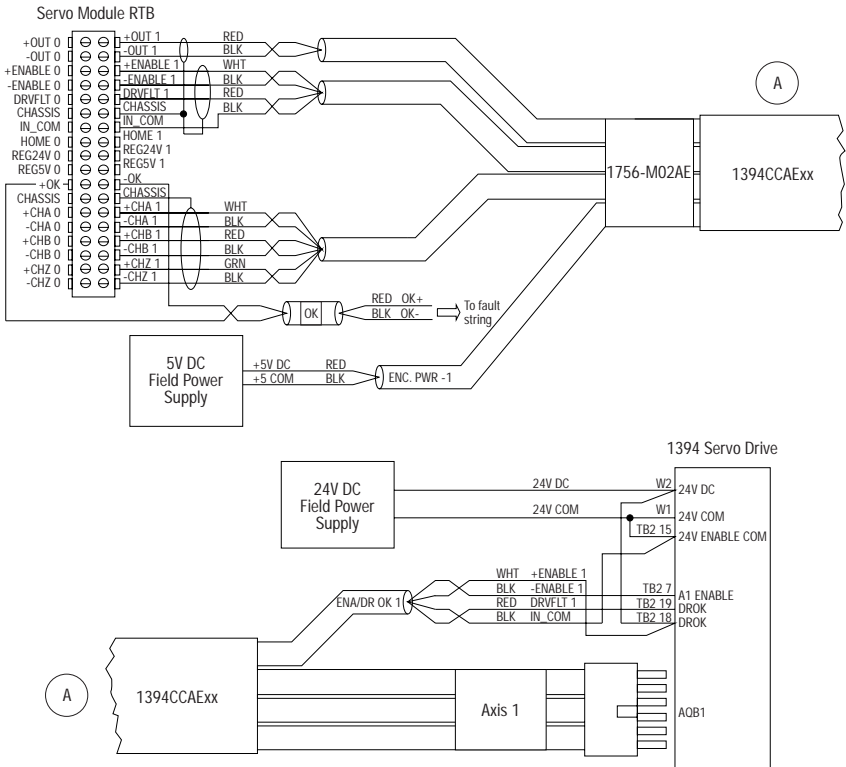 Servo Module RTB
+OUT 0
-OUT 0
+ENABLE 0
-ENABLE 0
DRVFLT 0
CHASSIS
IN_COM
HOME 0
REG24V 0
REG5V 0
+OK
CHASSIS
+CHA 0
-CHA 0
+CHB 0
-CHB 0
+CHZ 0
-CHZ 0
+OUT 1
-OUT 1
+ENABLE 1
-ENABLE 1
DRVFLT 1
CHASSIS
IN_COM
HOME 1
REG24V 1
REG5V 1
-OK
CHASSIS
+CHA 1
-CHA 1
+CHB 1
-CHB 1
+CHZ 1
-CHZ 1
RED
BLK
WHT
BLK
RED
BLK
WHT
BLK
RED
BLK
GRN
BLK
1756-M02AE
A
1394CCAExx
OK
RED OK+
BLK OK-
To fault
string
5V DC
Field Power
Supply
+5V DC RED
+5 COM BLK
ENC. PWR -1
1394 Servo Drive
24V DC
Field Power
Supply
24V DC W2 24V DC
24V COM W1 24V COM
TB2 15 24V ENABLE COM
ENA/DR OK 1
WHT +ENABLE 1
BLK -ENABLE 1 TB2 7 A1 ENABLE
RED DRVFLT 1 TB2 19 DROK
BLK IN_COM TB2 18 DROK
A
1394CCAExx
Axis 1
AQB1